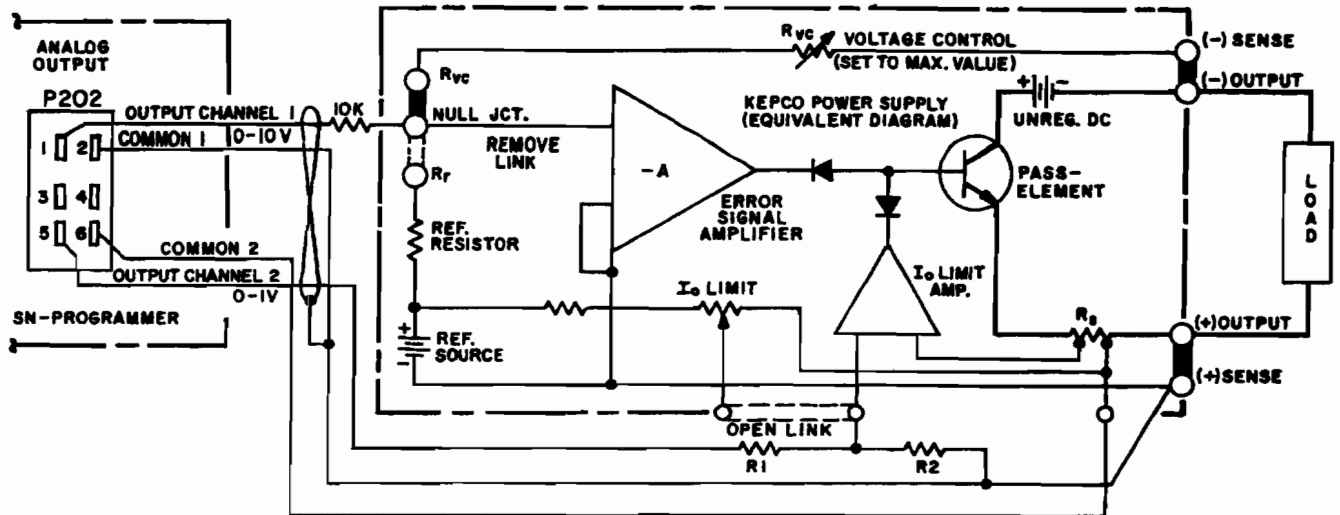 ANALOG
OUTPUT
P202
1
2
3
4
5
6
OUTPUT CHANNEL 1
0-10V
COMMON 1
COMMON 2
OUTPUT CHANNEL 2
0-1V
SN-PROGRAMMER
10K
RVC
NULL JCT.
REMOVE
LINK
Rr
REF.
RESISTOR
+
-
REF.
SOURCE
RVC
VOLTAGE CONTROL
(SET TO MAX. VALUE)
KEPCO POWER SUPPLY
(EQUIVALENT DIAGRAM)
-A
ERROR
SIGNAL
AMPLIFIER
Io LIMIT
Io LIMIT
AMP.
PASS-
ELEMENT
+
-
UNREG. DC
Rs
(-) SENSE
(-) OUTPUT
LOAD
(+) OUTPUT
(+) SENSE
OPEN LINK
R1
R2